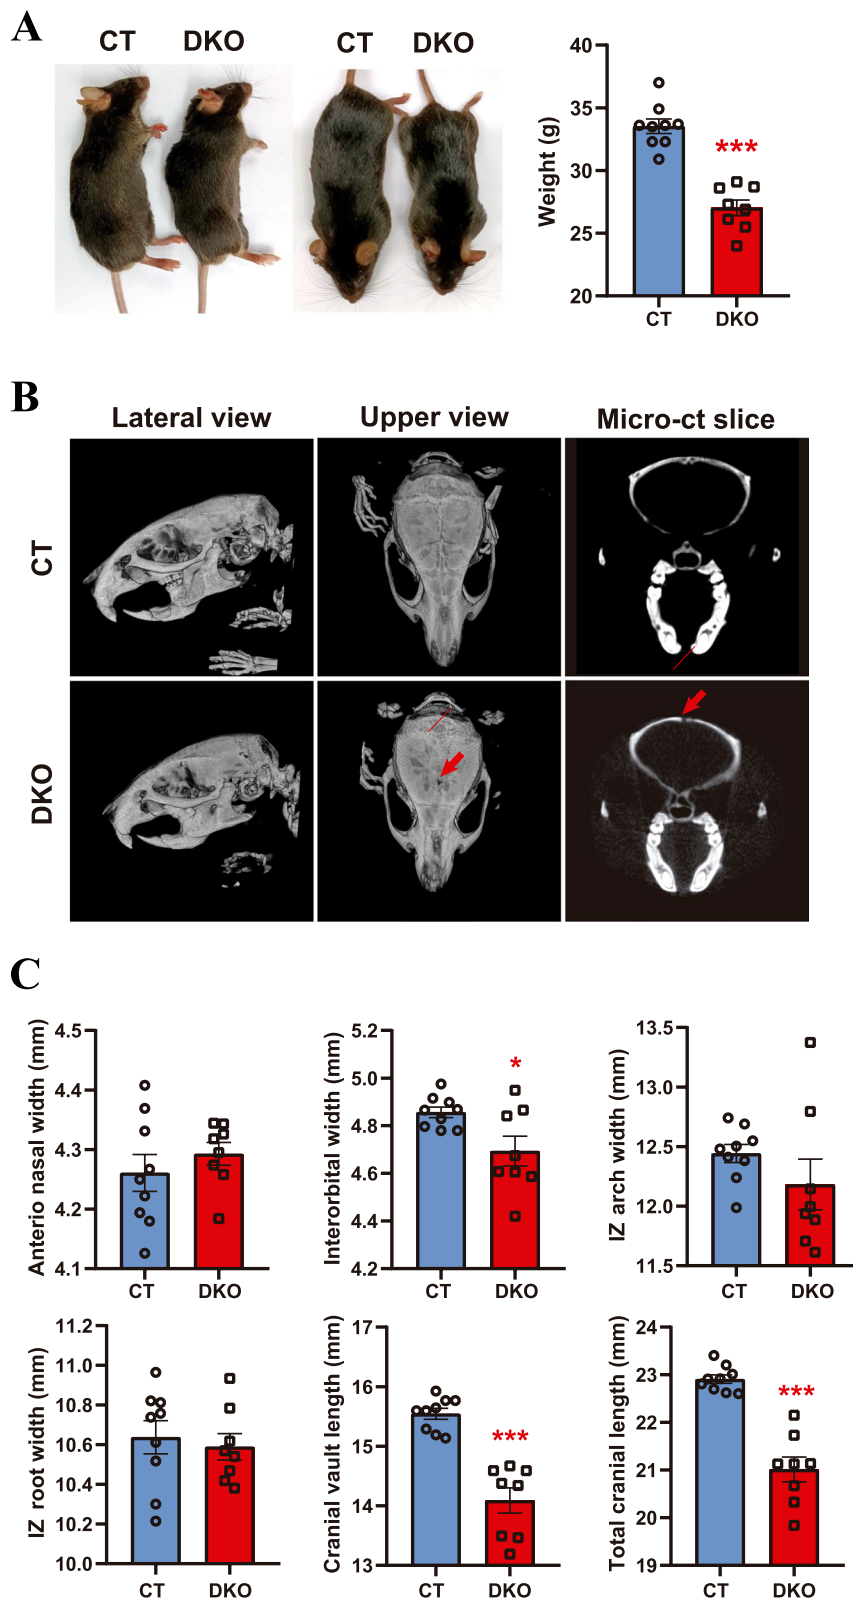 A
CT DKO CT DKO
Weight (g)
40
35
30
25
20
***
CT DKO
B
Lateral view Upper view Micro-ct slice
CT
DKO
C
Anterio nasal width (mm)
4.5
4.4
4.3
4.2
4.1
CT DKO
Interorbital width (mm)
5.2
5.0
4.8
4.6
4.4
4.2
*
CT DKO
IZ arch width (mm)
13.5
13.0
12.5
12.0
11.5
CT DKO
IZ root width (mm)
11.2
11.0
10.8
10.6
10.4
10.2
10.0
CT DKO
Cranial vault length (mm)
17
16
15
14
13
***
CT DKO
Total cranial length (mm)
24
23
22
21
20
19
***
CT DKO